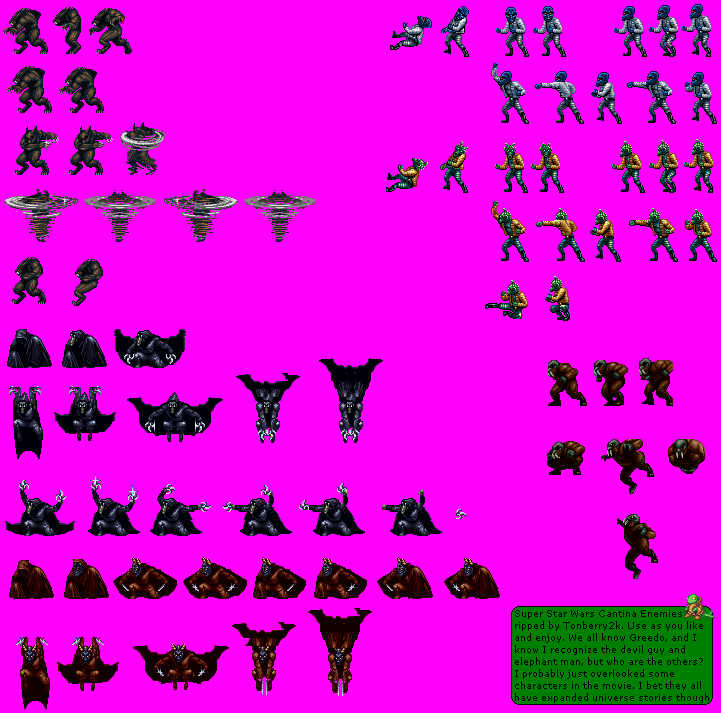 Super Star Wars Cantina Enemies
ripped by Tonberry2k. Use as you like
and enjoy. We all know Greedo, and I
know I recognize the devil guy and
elephant man, but who are the others?
I probably just overlooked some
characters in the movie. I bet they all
have expanded universe stories though